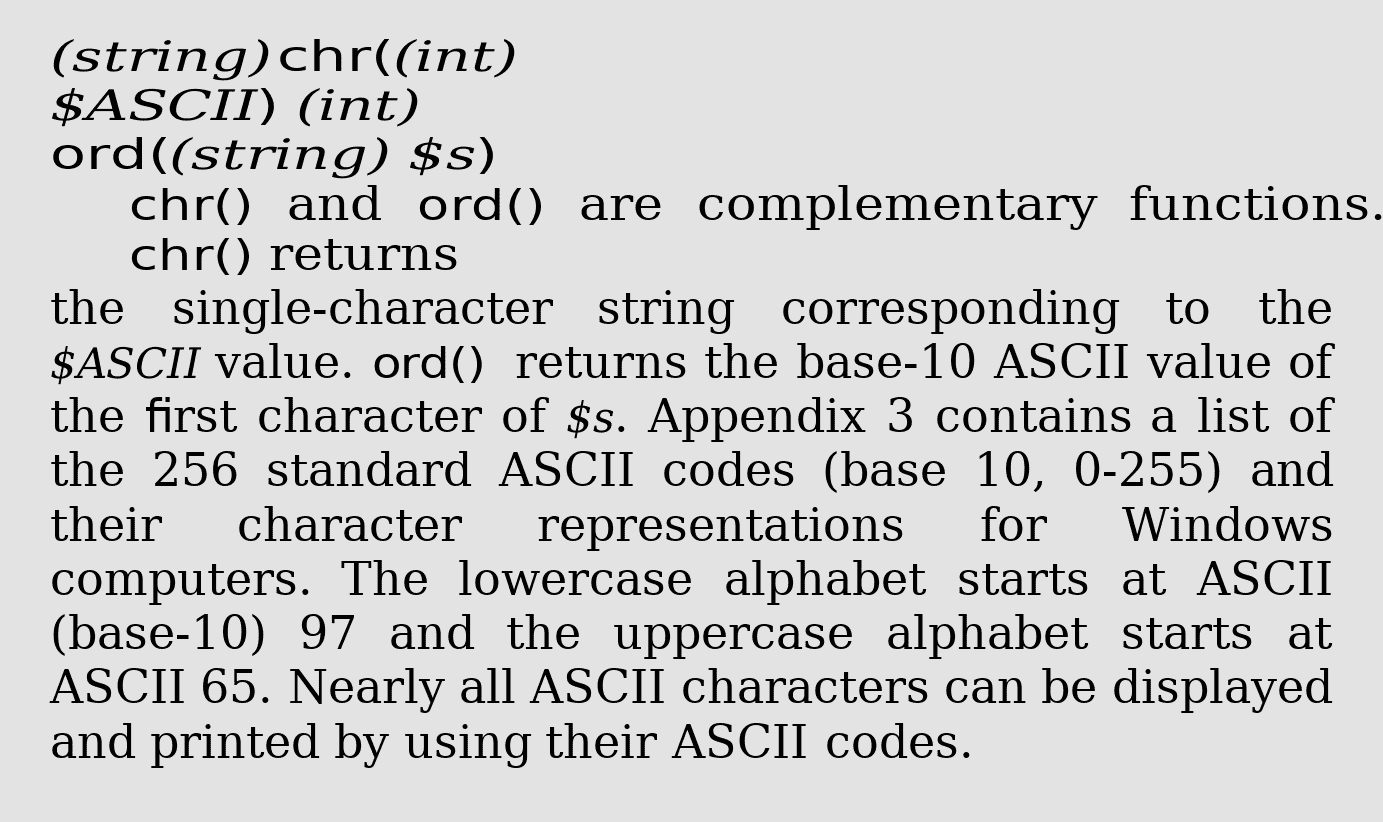 (string) chr((int)
$ASCII) (int)
ord((string) $s)
chr() and ord() are complementary functions.
chr() returns
the single-character string corresponding to the
$ASCII value. ord() returns the base-10 ASCII value of
the first character of $s. Appendix 3 contains a list of
the 256 standard ASCII codes (base 10, 0-255) and
their character representations for Windows
computers. The lowercase alphabet starts at ASCII
(base-10) 97 and the uppercase alphabet starts at
ASCII 65. Nearly all ASCII characters can be displayed
and printed by using their ASCII codes.